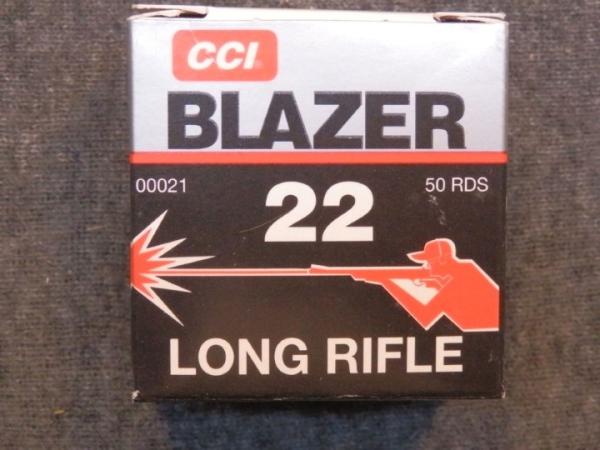 CCI
BLAZER
00021
50 RDS
22
LONG RIFLE